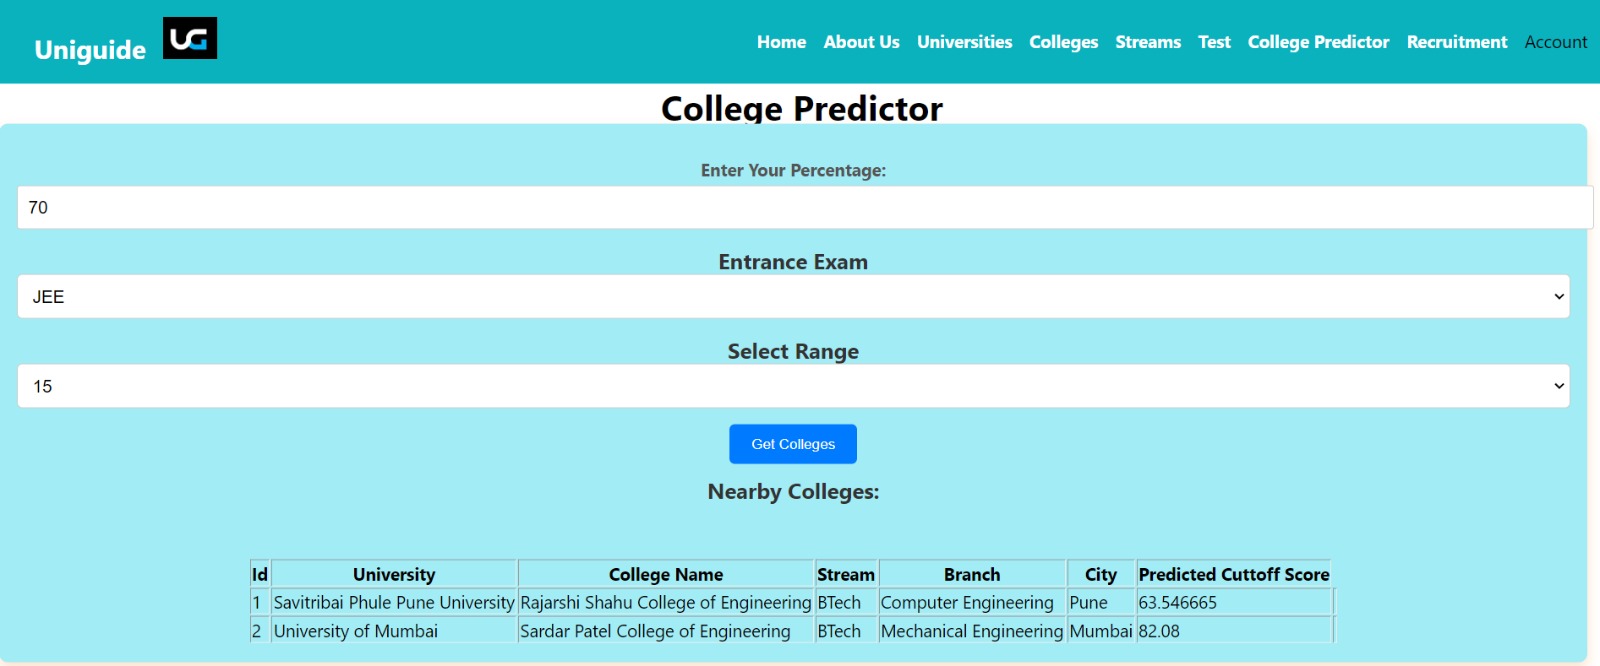 Uniguide UG Home About Us Universities Colleges Streams Test College Predictor Recruitment Account
College Predictor
Enter Your Percentage:
70
Entrance Exam
JEE
Select Range
15
Get Colleges
Nearby Colleges:
Id University College Name Stream Branch City Predicted Cuttoff Score
1 Savitribai Phule Pune University Rajarshi Shahu College of Engineering BTech Computer Engineering Pune 63.546665
2 University of Mumbai Sardar Patel College of Engineering BTech Mechanical Engineering Mumbai 82.08